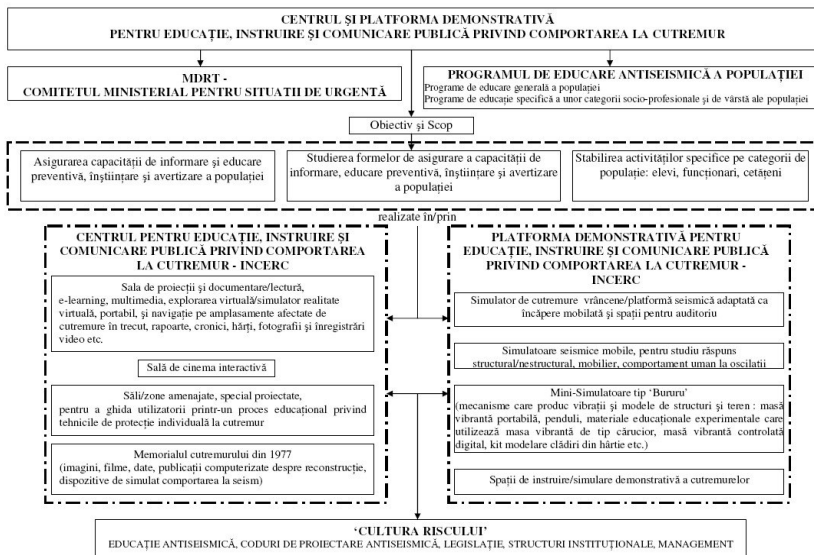 CENTRUL ȘI PLATFORMA DEMONSTRATIVĂ
PENTRU EDUCAȚIE, INSTRUIRE ȘI COMUNICARE PUBLICĂ PRIVIND COMPORTAREA LA CUTREMUR
MDRT -
COMITETUL MINISTERIAL PENTRU SITUATII DE URGENTĂ
PROGRAMUL DE EDUCARE ANTISEISMICĂ A POPULAȚIEI
Programe de educare generală a populației
Programe de educație specifică a unor categorii socio-profesionale și de vârstă ale populației
Obiectiv și Scop
Asigurarea capacității de informare și educare
preventivă, înștiințare și avertizare a populației
Studierea formelor de asigurare a capacității de
informare, educare preventivă, înștiințare și avertizare
a populației
Stabilirea activităților specifice pe categorii de
populație: elevi, funcționari, cetățeni
realizate în/prin
CENTRUL PENTRU EDUCAȚIE, INSTRUIRE ȘI
COMUNICARE PUBLICĂ PRIVIND COMPORTAREA
LA CUTREMUR - INCERC
Sala de proiecții și documentare/lectură,
e-learning, multimedia, explorarea virtuală/simulator realitate
virtuală, portabil, și navigație pe amplasamente afectate de
cutremure în trecut, rapoarte, cronici, hărți, fotografii și înregistrări
video etc.
Sală de cinema interactivă
Săli/zone amenajate, special proiectate,
pentru a ghida utilizatorii printr-un proces educațional privind
tehnicile de protecție individuală la cutremur
Memorialul cutremurului din 1977
(imagini, filme, date, publicații computerizate despre reconstrucție,
dispozitive de simulat comportarea la seism)
PLATFORMA DEMONSTRATIVĂ PENTRU
EDUCAȚIE, INSTRUIRE ȘI COMUNICARE PUBLICĂ
PRIVIND COMPORTAREA LA CUTREMUR -
INCERC
Simulator de cutremure vrâncene/platformă seismică adaptată ca
încăpere mobilată și spații pentru auditoriu
Simulatoare seismice mobile, pentru studiu răspuns
structural/nestructural, mobilier, comportament uman la oscilatii
Mini-Simulatoare tip ‘Bururu’
(mecanisme care produc vibrații și modele de structuri și teren : masă
vibrantă portabilă, penduli, materiale educaționale experimentale care
utilizează masa vibrantă de tip cărucior, masă vibrantă controlată
digital, kit modelare clădiri din hârtie etc.)
Spații de instruire/simulare demonstrativă a cutremurelor
‘CULTURA RISCULUI’
EDUCAȚIE ANTISEISMICĂ, CODURI DE PROIECTARE ANTISEISMICĂ, LEGISLAȚIE, STRUCTURI INSTITUȚIONALE, MANAGEMENT